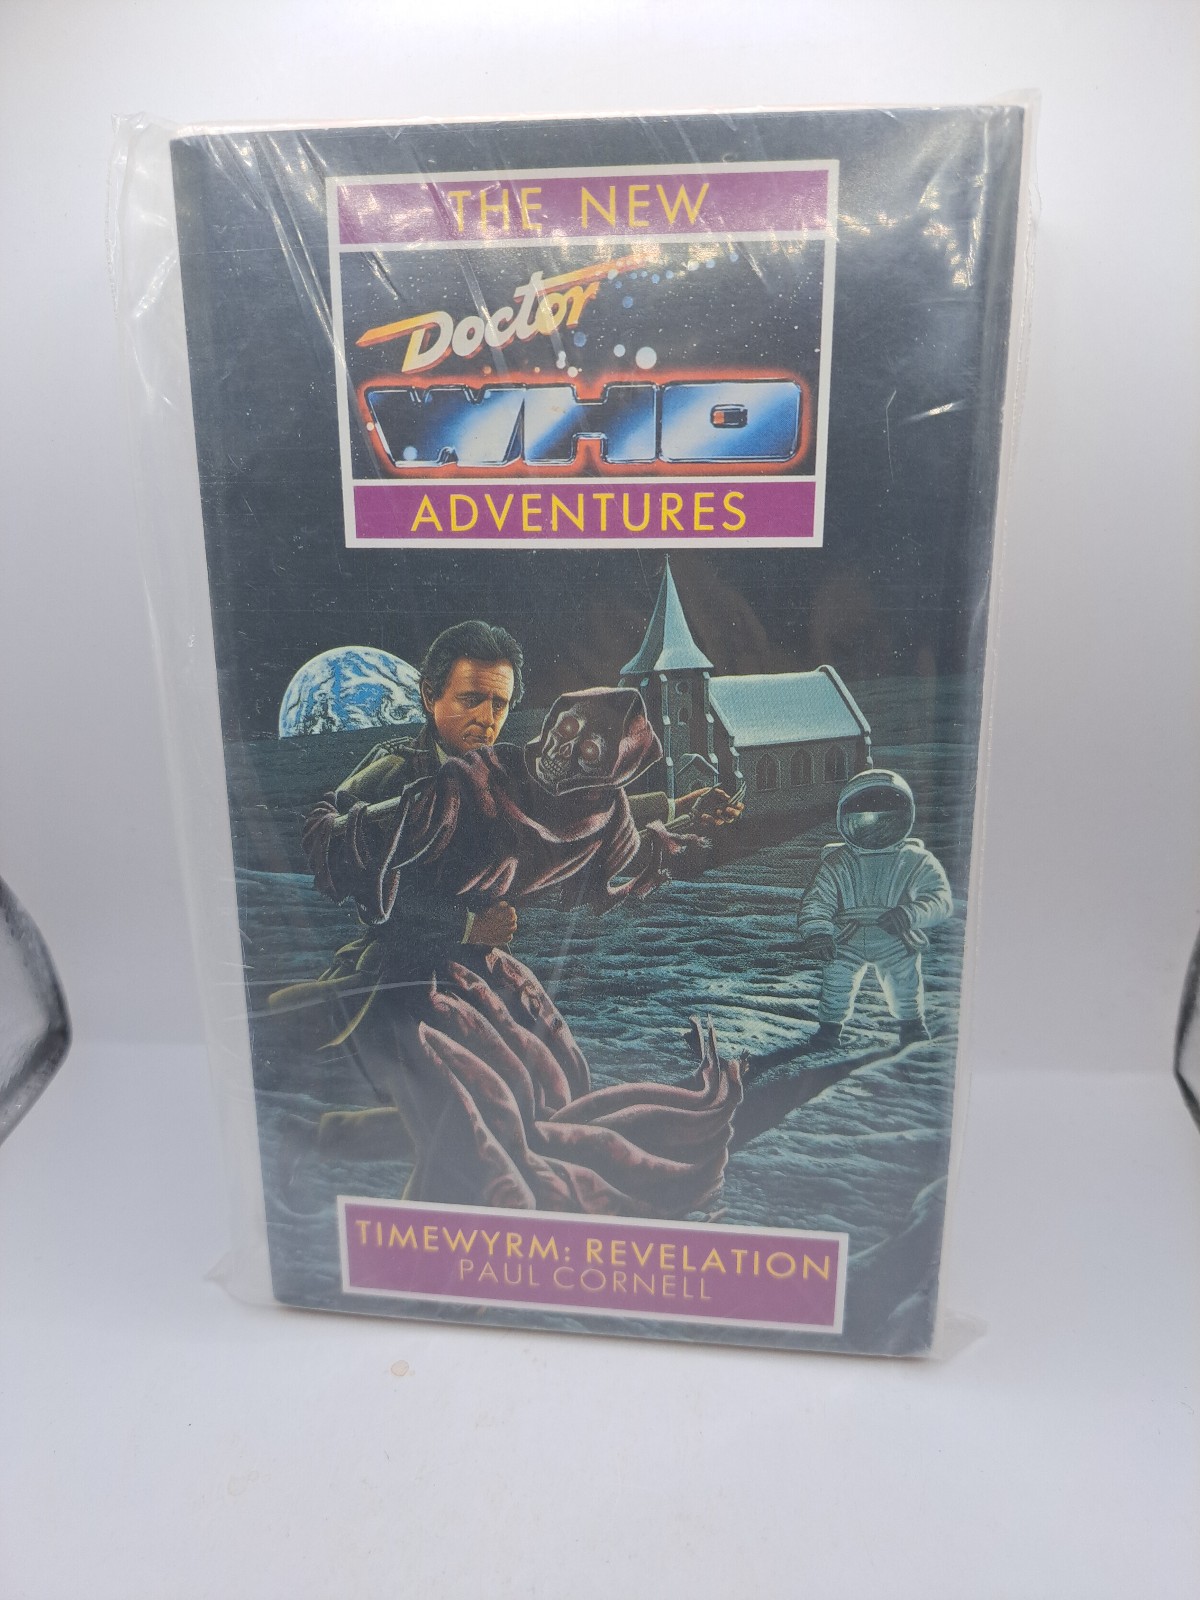 THE NEW
Doctor
WHO
ADVENTURES
TIMEWYRM: REVELATION
PAUL CORNELL